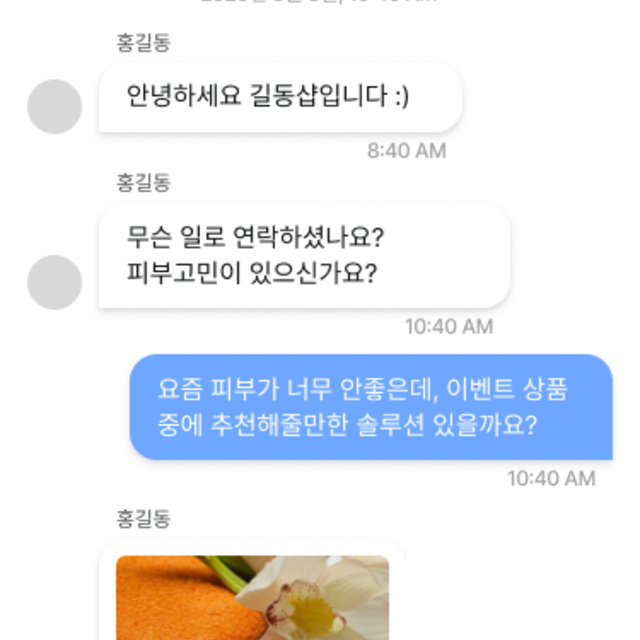 홍길동
안녕하세요 길동샵입니다 :)
8:40 AM
홍길동
무슨 일로 연락하셨나요?
피부고민이 있으신가요?
10:40 AM
요즘 피부가 너무 안좋은데, 이벤트 상품
중에 추천해줄만한 솔루션 있을까요?
10:40 AM
홍길동